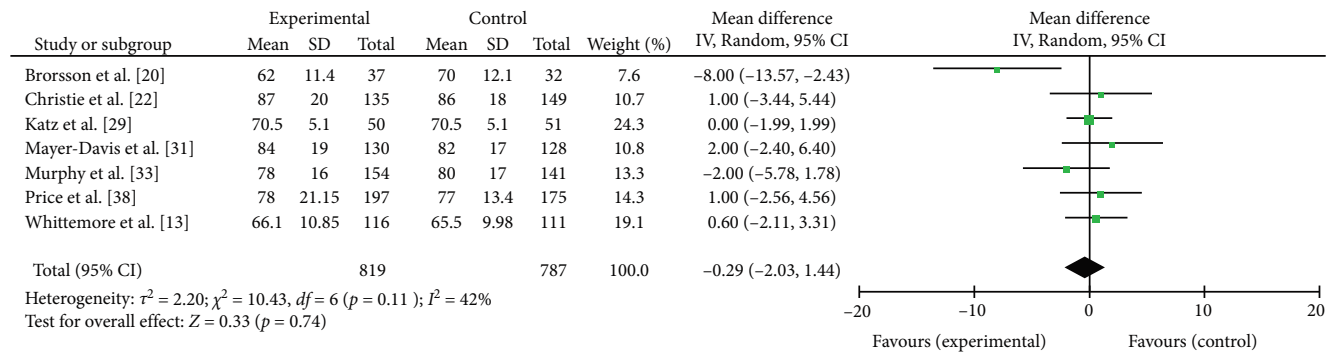 Experimental Control Mean difference Mean difference
Study or subgroup Mean SD Total Mean SD Total Weight (%) IV, Random, 95% CI IV, Random, 95% CI
Brorsson et al. [20] 62 11.4 37 70 12.1 32 7.6 –8.00 (–13.57, –2.43)
Christie et al. [22] 87 20 135 86 18 149 10.7 1.00 (–3.44, 5.44)
Katz et al. [29] 70.5 5.1 50 70.5 5.1 51 24.3 0.00 (–1.99, 1.99)
Mayer-Davis et al. [31] 84 19 130 82 17 128 10.8 2.00 (–2.40, 6.40)
Murphy et al. [33] 78 16 154 80 17 141 13.3 –2.00 (–5.78, 1.78)
Price et al. [38] 78 21.15 197 77 13.4 175 14.3 1.00 (–2.56, 4.56)
Whittemore et al. [13] 66.1 10.85 116 65.5 9.98 111 19.1 0.60 (–2.11, 3.31)
Total (95% CI) 819 787 100.0 –0.29 (–2.03, 1.44)
Heterogeneity: τ² = 2.20; χ² = 10.43, df = 6 (p = 0.11 ); I² = 42%
Test for overall effect: Z = 0.33 (p = 0.74)
–20 –10 0 10 20
Favours (experimental) Favours (control)